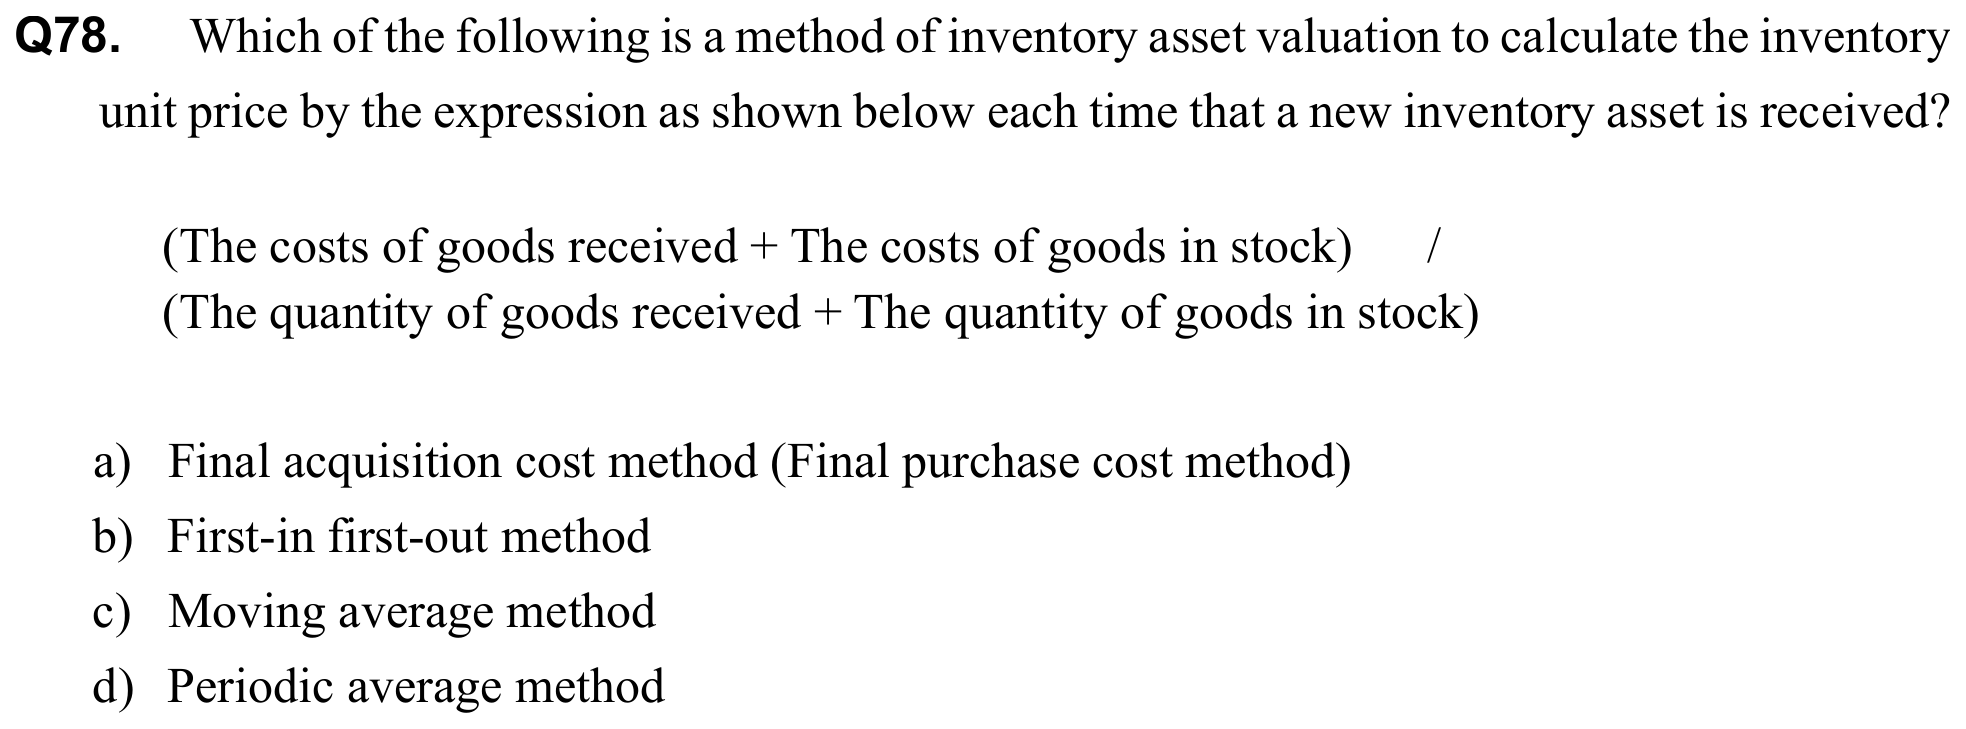 Q78. Which of the following is a method of inventory asset valuation to calculate the inventory
unit price by the expression as shown below each time that a new inventory asset is received?
(The costs of goods received + The costs of goods in stock) /
(The quantity of goods received + The quantity of goods in stock)
a) Final acquisition cost method (Final purchase cost method)
b) First-in first-out method
c) Moving average method
d) Periodic average method